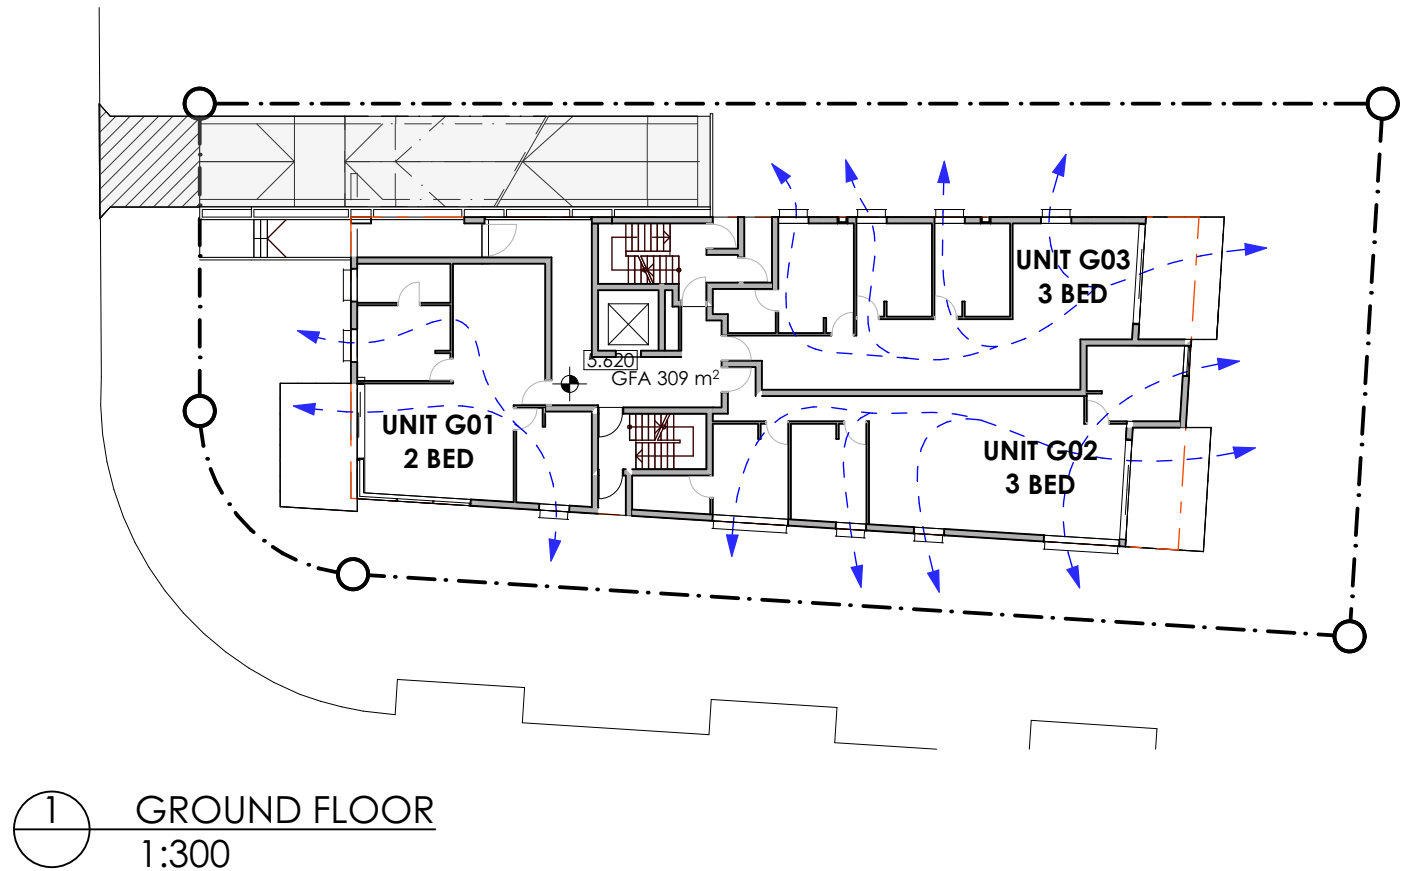 UNIT G03
3 BED
5.620
GFA 309 m²
UNIT G01
2 BED
UNIT G02
3 BED
1
GROUND FLOOR
1:300